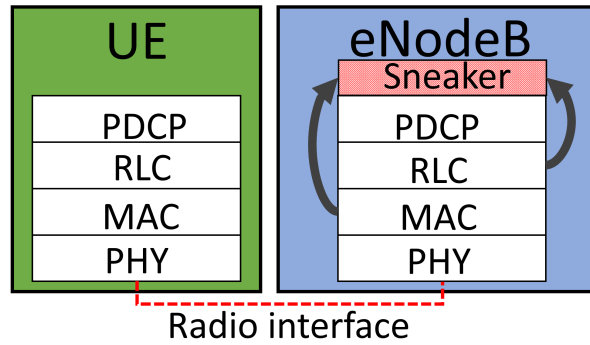 UE
PDCP
RLC
MAC
PHY
eNodeB
Sneaker
PDCP
RLC
MAC
PHY
Radio interface